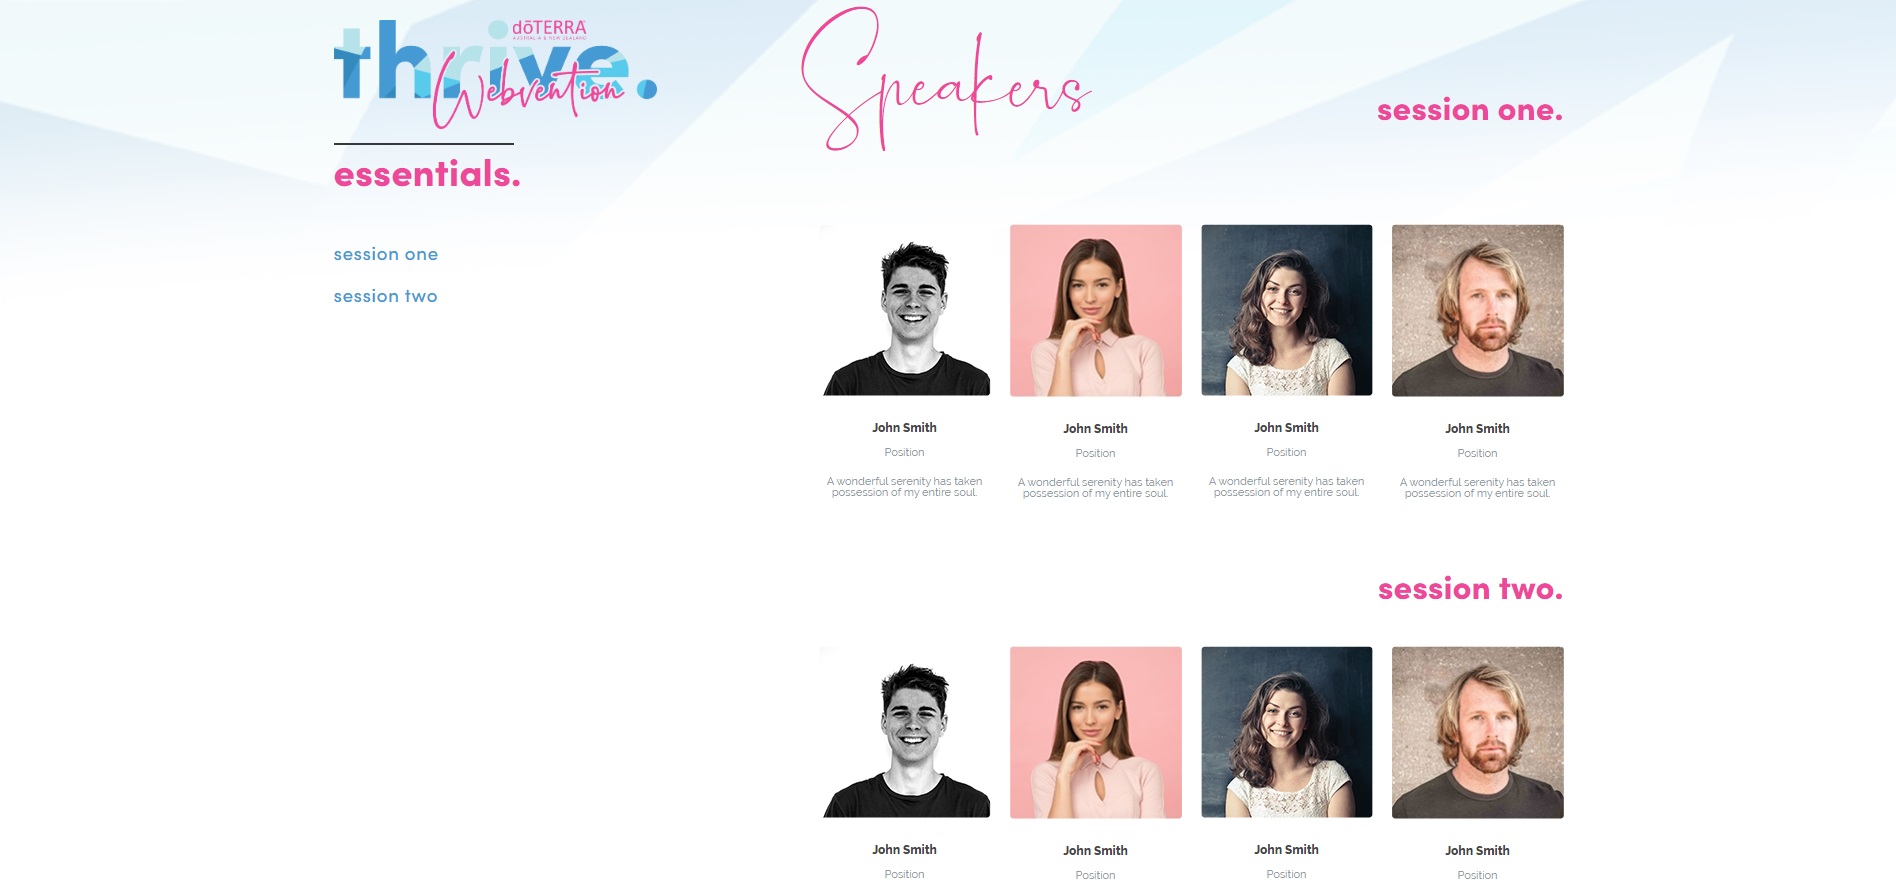 dōTERRA
AUSTRALIA & NEW ZEALAND
thrive.
Webvention
essentials.
session one
session two
Speakers
session one.
John Smith
Position
A wonderful serenity has taken
possession of my entire soul.
John Smith
Position
A wonderful serenity has taken
possession of my entire soul.
John Smith
Position
A wonderful serenity has taken
possession of my entire soul.
John Smith
Position
A wonderful serenity has taken
possession of my entire soul.
session two.
John Smith
Position
John Smith
Position
John Smith
Position
John Smith
Position